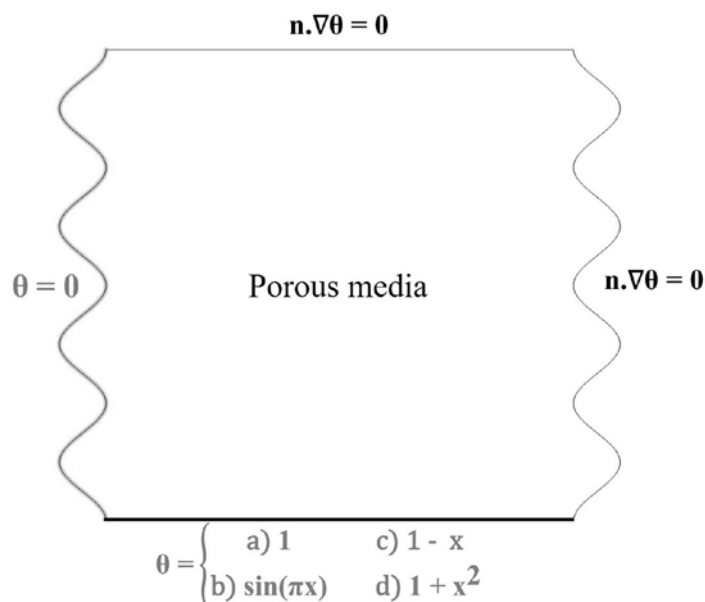 n.∇θ = 0
θ = 0
Porous media
n.∇θ = 0
θ = { a) 1 c) 1 - x
b) sin(πx) d) 1 + x²